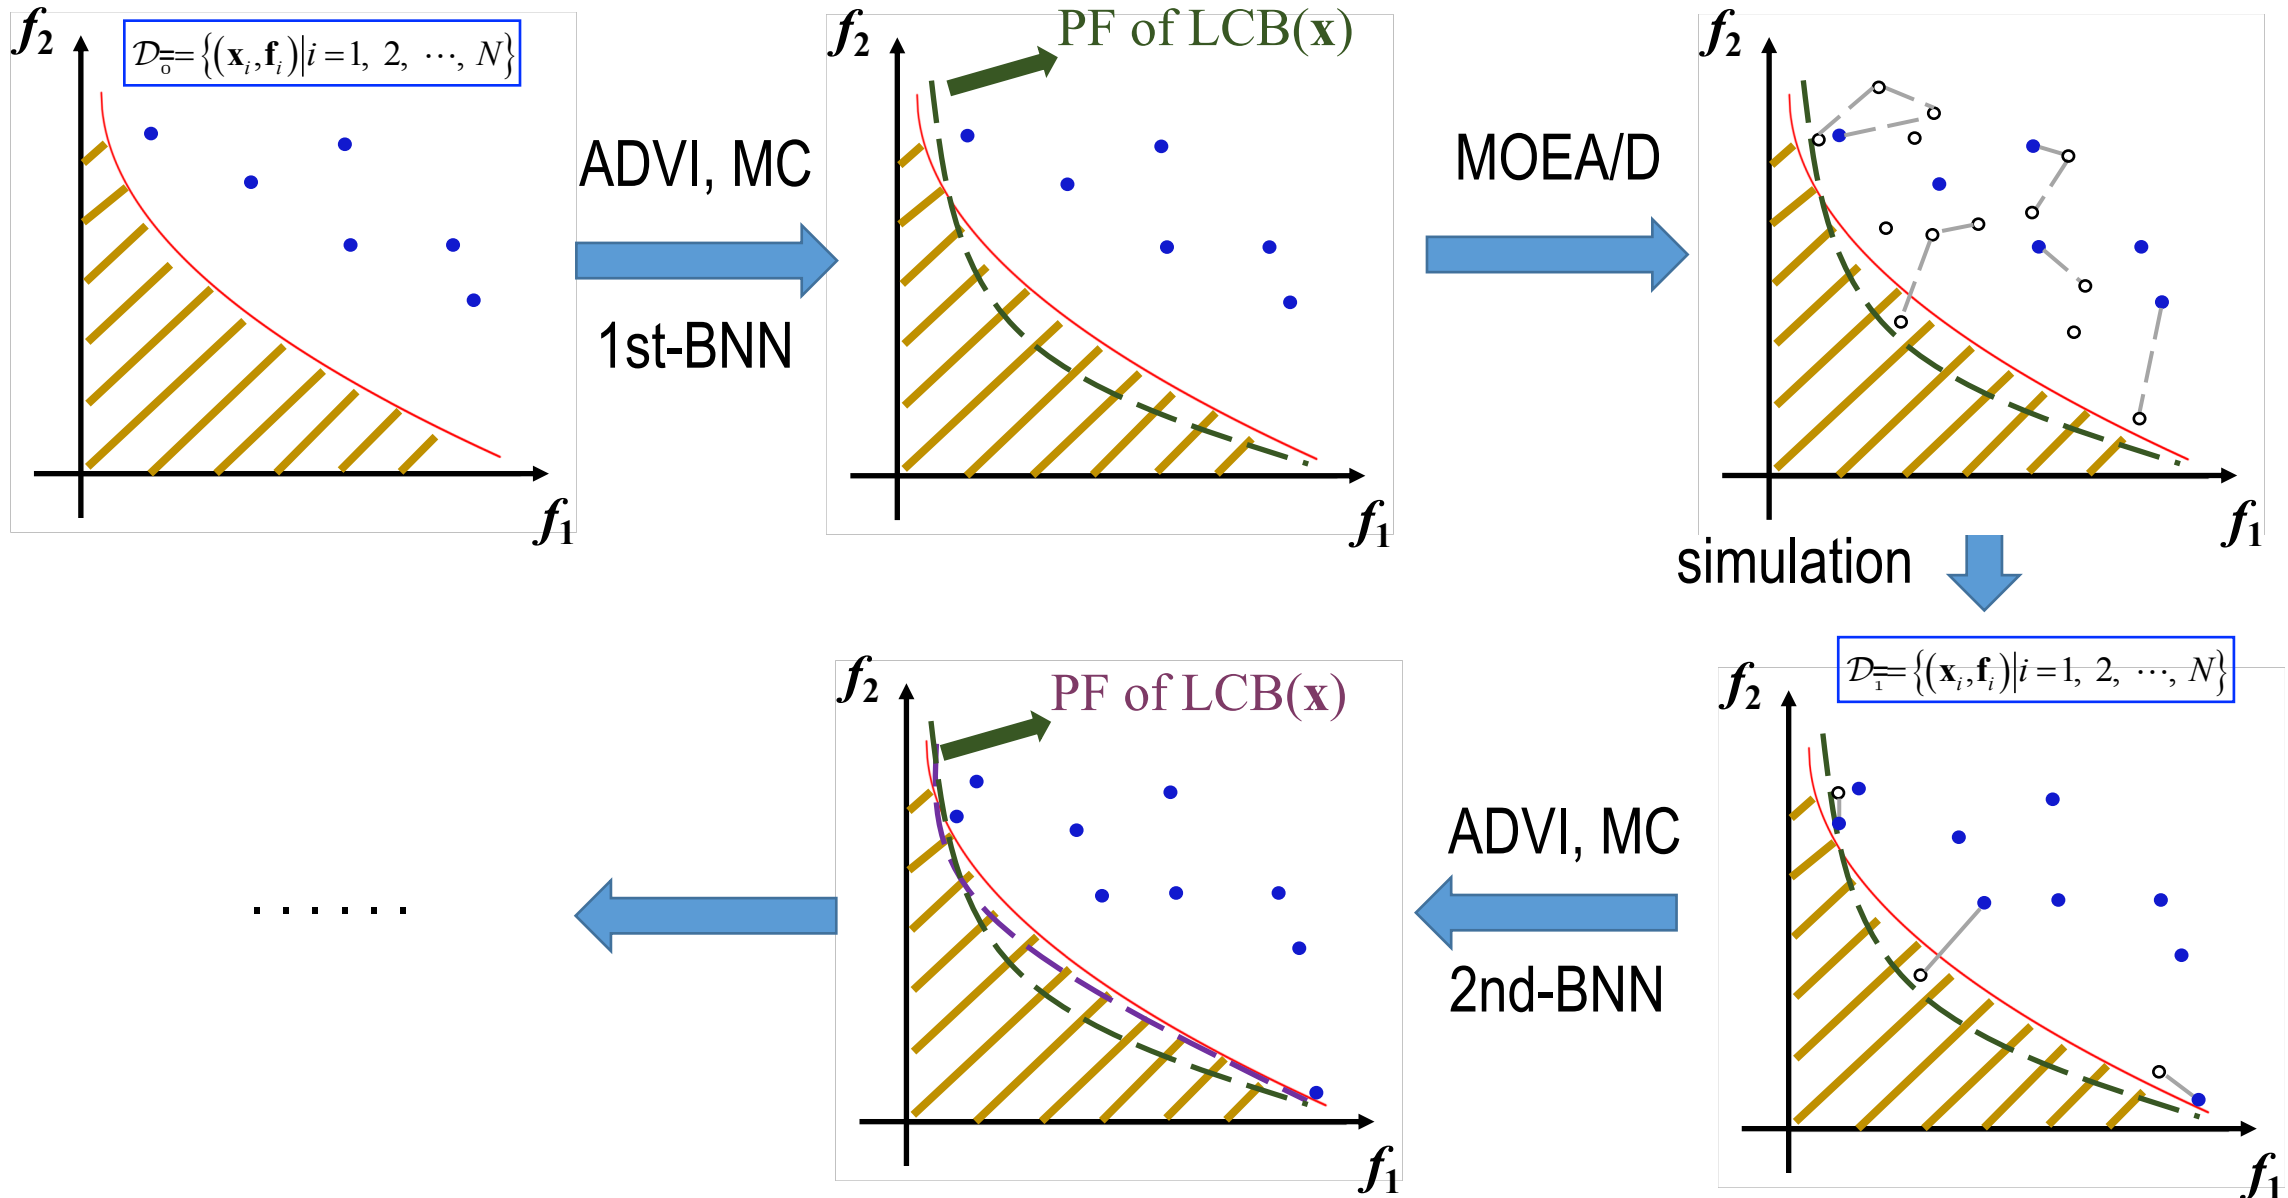 f₂
𝒟₀={(𝐱ᵢ,𝐟ᵢ)|i=1, 2, ⋯, N}
f₁
ADVI, MC
1st-BNN
f₂
PF of LCB(x)
f₁
MOEA/D
f₂
f₁
simulation
𝒟₁={(𝐱ᵢ,𝐟ᵢ)|i=1, 2, ⋯, N}
f₂
f₁
ADVI, MC
2nd-BNN
f₂
PF of LCB(x)
f₁
......